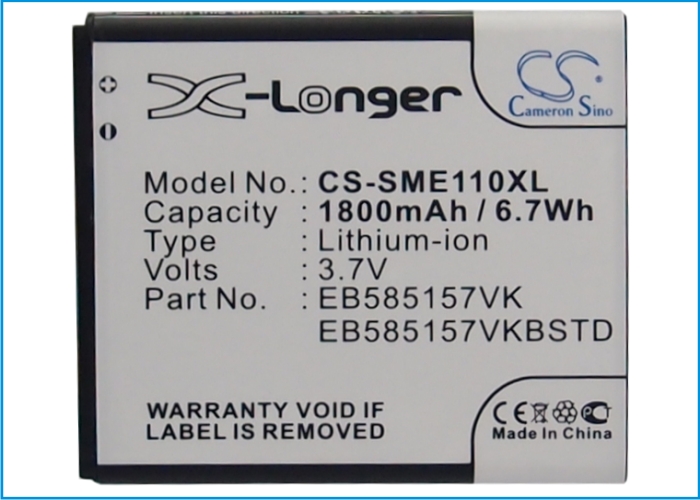 X-Longer
CS
Cameron Sino
Model No.: CS-SME110XL
Capacity : 1800mAh / 6.7Wh
Type : Lithium-ion
Volts : 3.7V
Part No. : EB585157VK
EB585157VKBSTD
WARRANTY VOID IF
LABEL IS REMOVED
CE PC
Made in P.R.C.